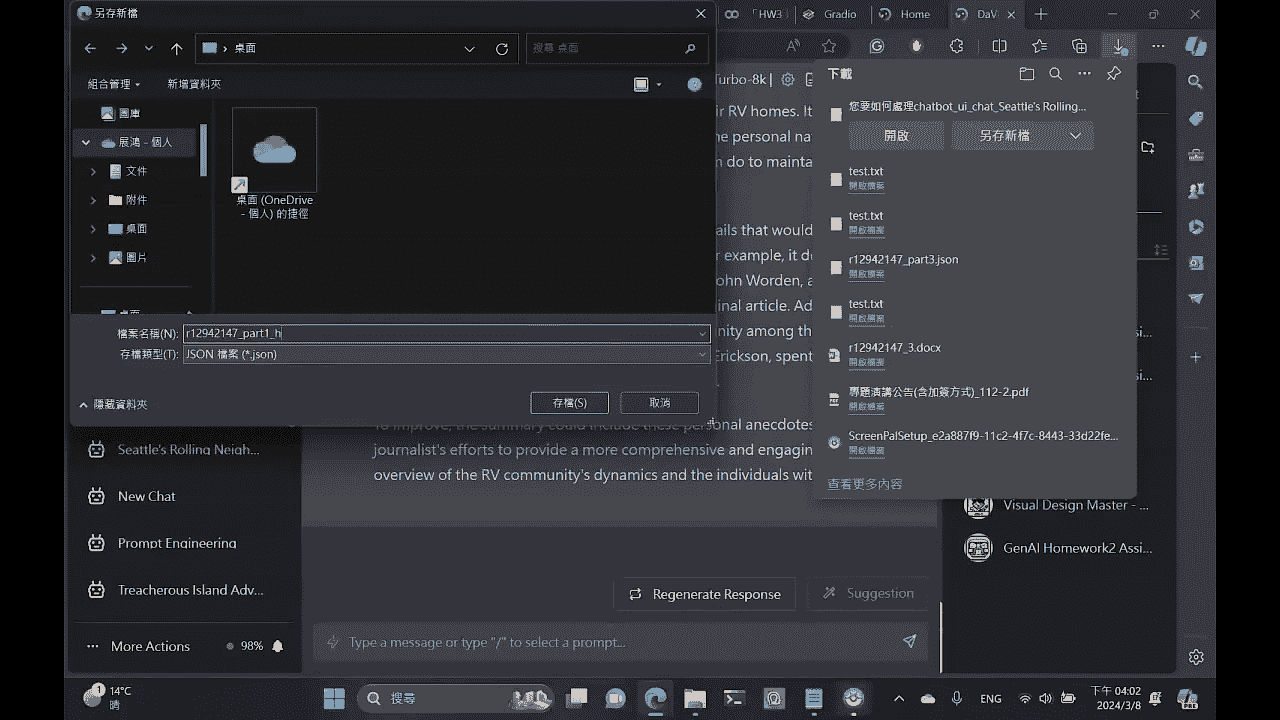 另存新檔
「HW3
Gradio
Home
DaV
桌面
搜尋 桌面
組合管理
新增資料夾
圖庫
展鴻 - 個人
文件
附件
桌面
圖片
桌面 (OneDrive
- 個人) 的捷徑
檔案名稱(N):
r12942147_part1_h
存檔類型(T):
JSON 檔案 (*.json)
隱藏資料夾
存檔(S)
取消
Turbo-8k|
ir RV homes. It
he personal na
n do to mainta
ails that would
r example, it d
ohn Worden, a
inal article. Ad
nity among th
Erickson, spent
To improve, the summary could include these personal anecdotes
journalist's efforts to provide a more comprehensive and engagin
overview of the RV community's dynamics and the individuals wit
下載
您要如何處理chatbot_ui_chat_Seattle's Rolling...
開啟
另存新檔
test.txt
開啟檔案
test.txt
開啟檔案
r12942147_part3.json
開啟檔案
test.txt
開啟檔案
r12942147_3.docx
開啟檔案
專題演講公告(含加簽方式)_112-2.pdf
開啟檔案
ScreenPalSetup_e2a887f9-11c2-4f7c-8443-33d22fe...
開啟檔案
查看更多內容
Seattle's Rolling Neigh...
New Chat
Prompt Engineering
Treacherous Island Adv...
More Actions
98%
Regenerate Response
Suggestion
Type a message or type "/" to select a prompt...
Visual Design Master - ...
GenAI Homework2 Assi...
1
14°C
晴
搜尋
ENG
下午 04:02
2024/3/8